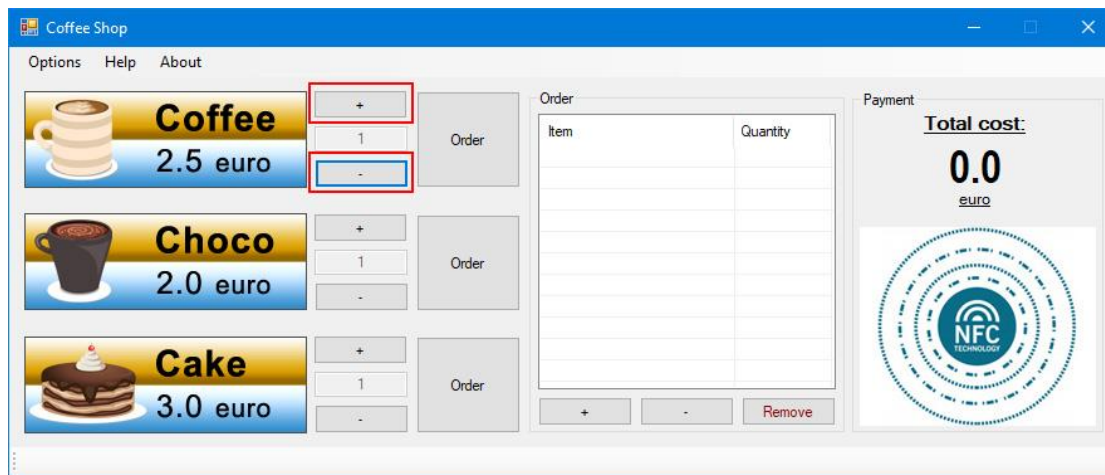 Coffee Shop
Options Help About
Coffee
2.5 euro
+
1
-
Order
Choco
2.0 euro
+
1
-
Order
Cake
3.0 euro
+
1
-
Order
Order
Item Quantity
+ - Remove
Payment
Total cost:
0.0
euro
NFC
TECHNOLOGY